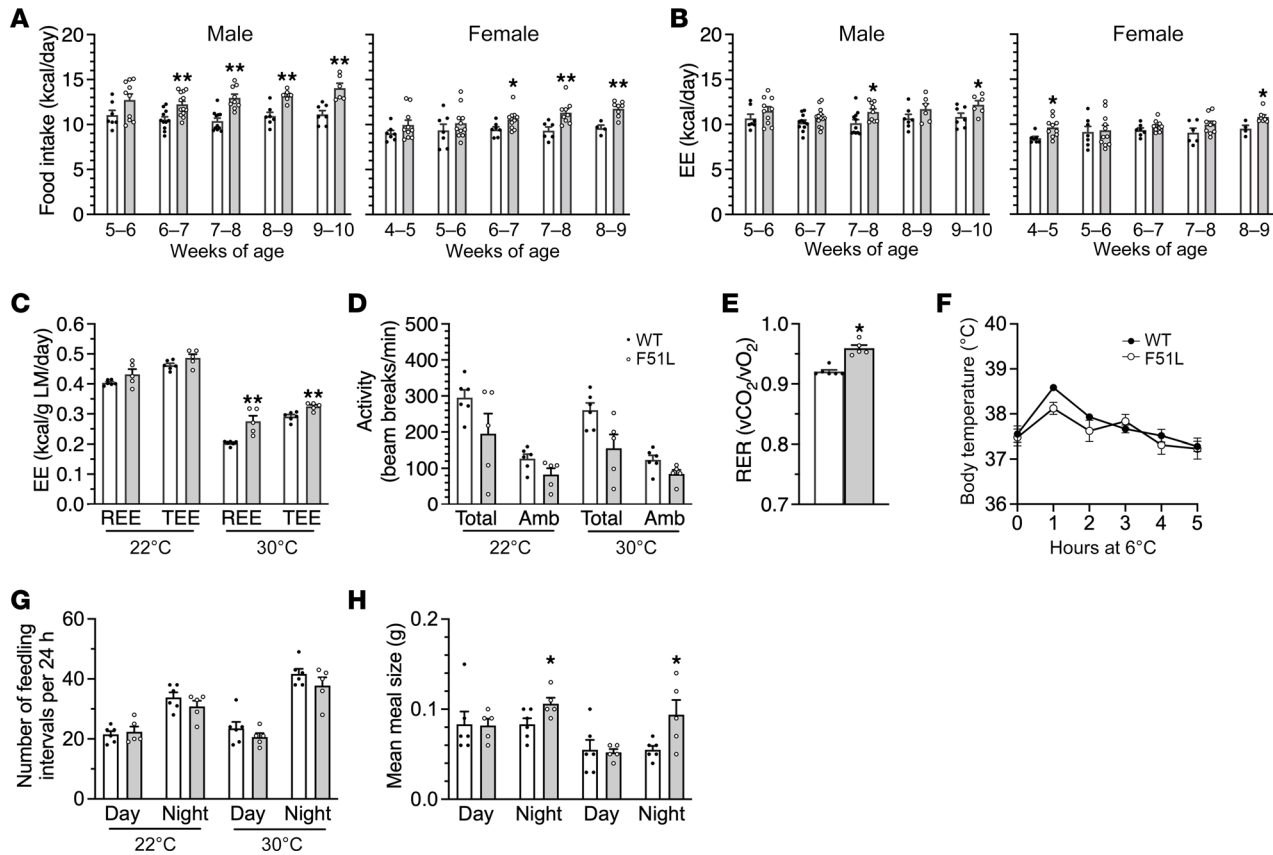 A
Male
Female
Food intake (kcal/day)
20
15
10
5
0
** ** ** **
* ** **
5–6 6–7 7–8 8–9 9–10
4–5 5–6 6–7 7–8 8–9
Weeks of age
Weeks of age
B
Male
Female
EE (kcal/day)
20
15
10
5
0
* *
* *
5–6 6–7 7–8 8–9 9–10
4–5 5–6 6–7 7–8 8–9
Weeks of age
Weeks of age
C
EE (kcal/g LM/day)
0.6
0.5
0.4
0.3
0.2
0.1
0.0
** **
REE TEE REE TEE
22°C 30°C
D
Activity
(beam breaks/min)
500
400
300
200
100
0
WT
F51L
Total Amb Total Amb
22°C 30°C
E
RER (vCO2/vO2)
1.0
0.9
0.8
0.7
*
F
Body temperature (°C)
40
39
38
37
36
WT
F51L
0 1 2 3 4 5
Hours at 6°C
G
Number of feedling
intervals per 24 h
60
40
20
0
Day Night Day Night
22°C 30°C
H
Mean meal size (g)
0.2
0.1
0.0
* *
Day Night Day Night